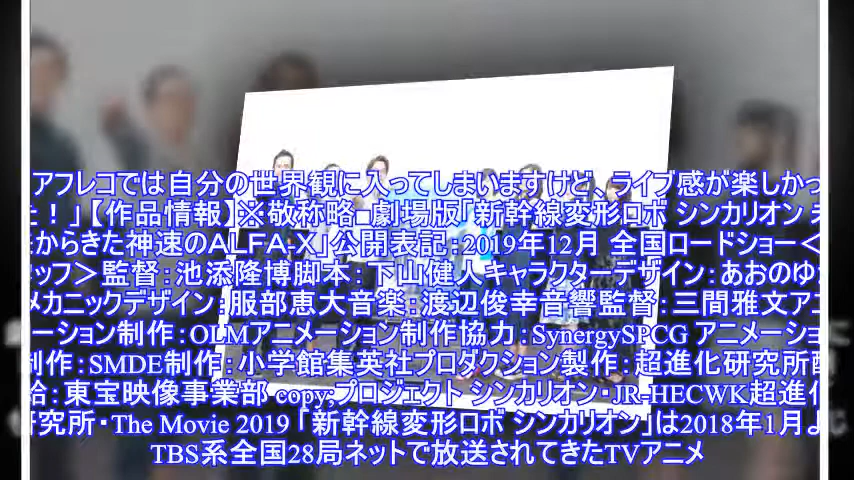 アフレコでは自分の世界観に入ってしまいますけど、ライブ感が楽しかっ
た！」【作品情報】※敬称略■劇場版「新幹線変形ロボ シンカリオン 未
来からきた神速のALFA-X」公開表記：2019年12月 全国ロードショー＜
タッフ＞監督：池添隆博脚本：下山健人キャラクターデザイン：あおのゆか
メカニックデザイン：服部恵大音楽：渡辺俊幸音響監督：三間雅文アニ
メーション制作：OLMアニメーション制作協力：SynergySPCG アニメーション
制作：SMDE制作：小学館集英社プロダクション製作：超進化研究所配
給：東宝映像事業部 copy;プロジェクト シンカリオン・JR-HECWK超進化
研究所・The Movie 2019 「新幹線変形ロボ シンカリオン」は2018年1月よ
TBS系全国28局ネットで放送されてきたTVアニメ